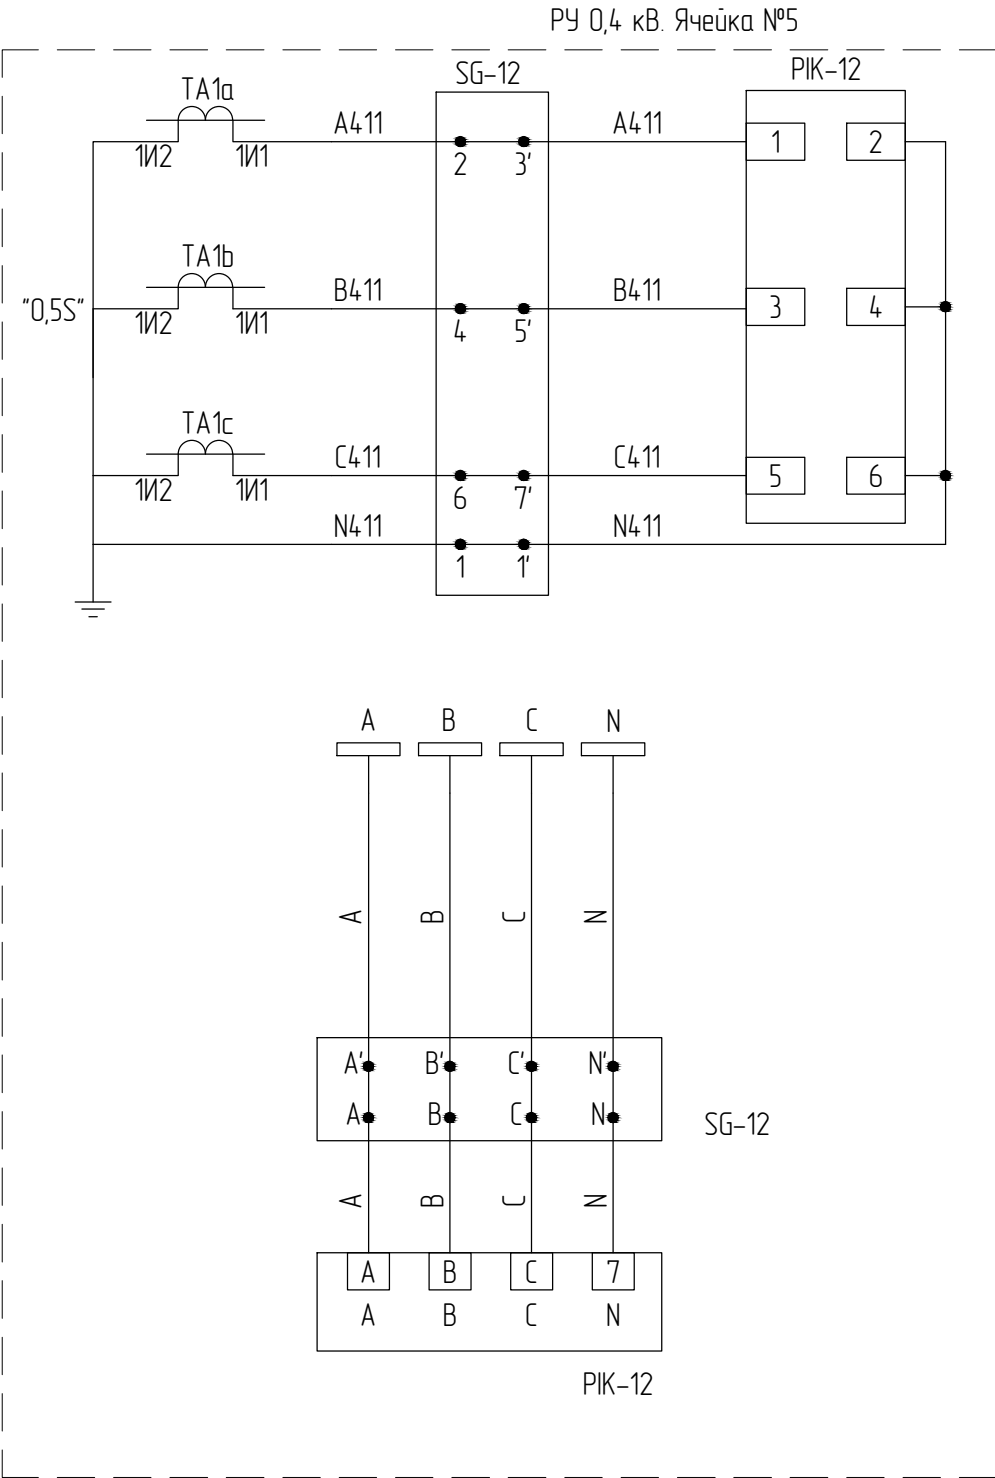 РУ 0,4 кВ. Ячейка №5
SG-12
PIK-12
TA1a
1И2
1И1
A411
2
3'
A411
1
2
TA1b
"0,5S"
1И2
1И1
B411
4
5'
B411
3
4
TA1c
1И2
1И1
C411
6
7'
C411
5
6
N411
1
1'
N411
A B C N
A B C N
A' B' C' N'
A B C N
SG-12
A B C N
A B C 7
A B C N
PIK-12